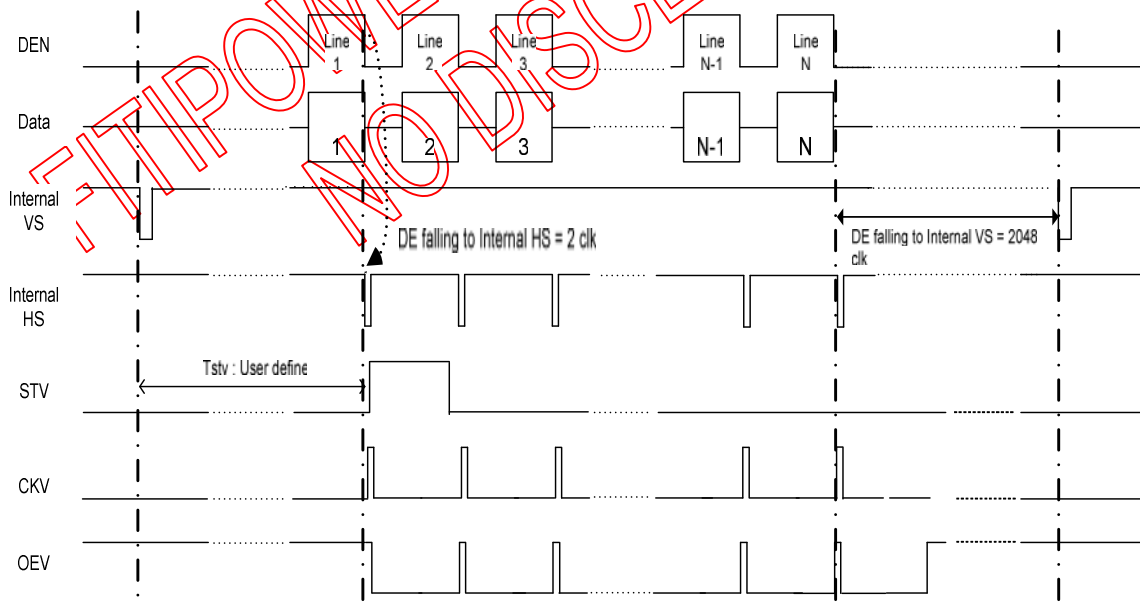 DEN
Line
1
Line
2
Line
3
Line
N-1
Line
N
Data
1
2
3
N-1
N
Internal
VS
DE falling to Internal HS = 2 clk
DE falling to Internal VS = 2048
clk
Internal
HS
Tstv : User define
STV
CKV
OEV
NO